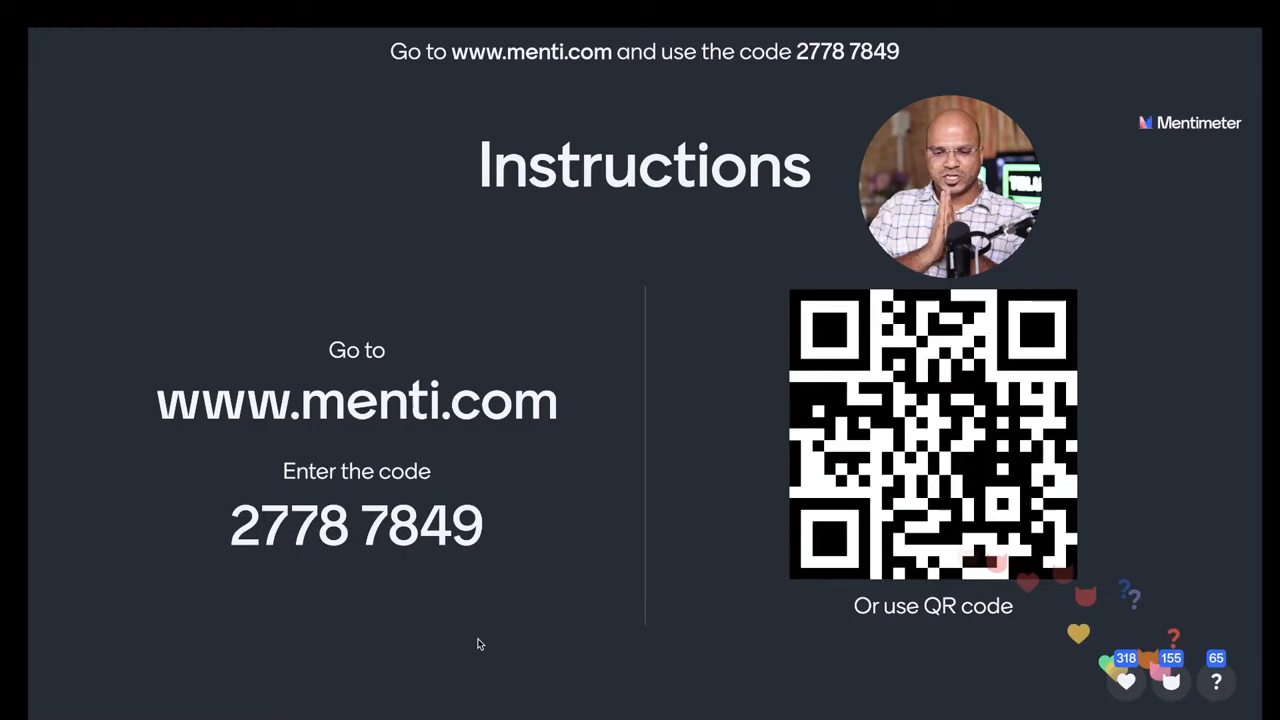 Go to www.menti.com and use the code 2778 7849
Mentimeter
Instructions
Go to
www.menti.com
Enter the code
2778 7849
Or use QR code
318 155 65
?